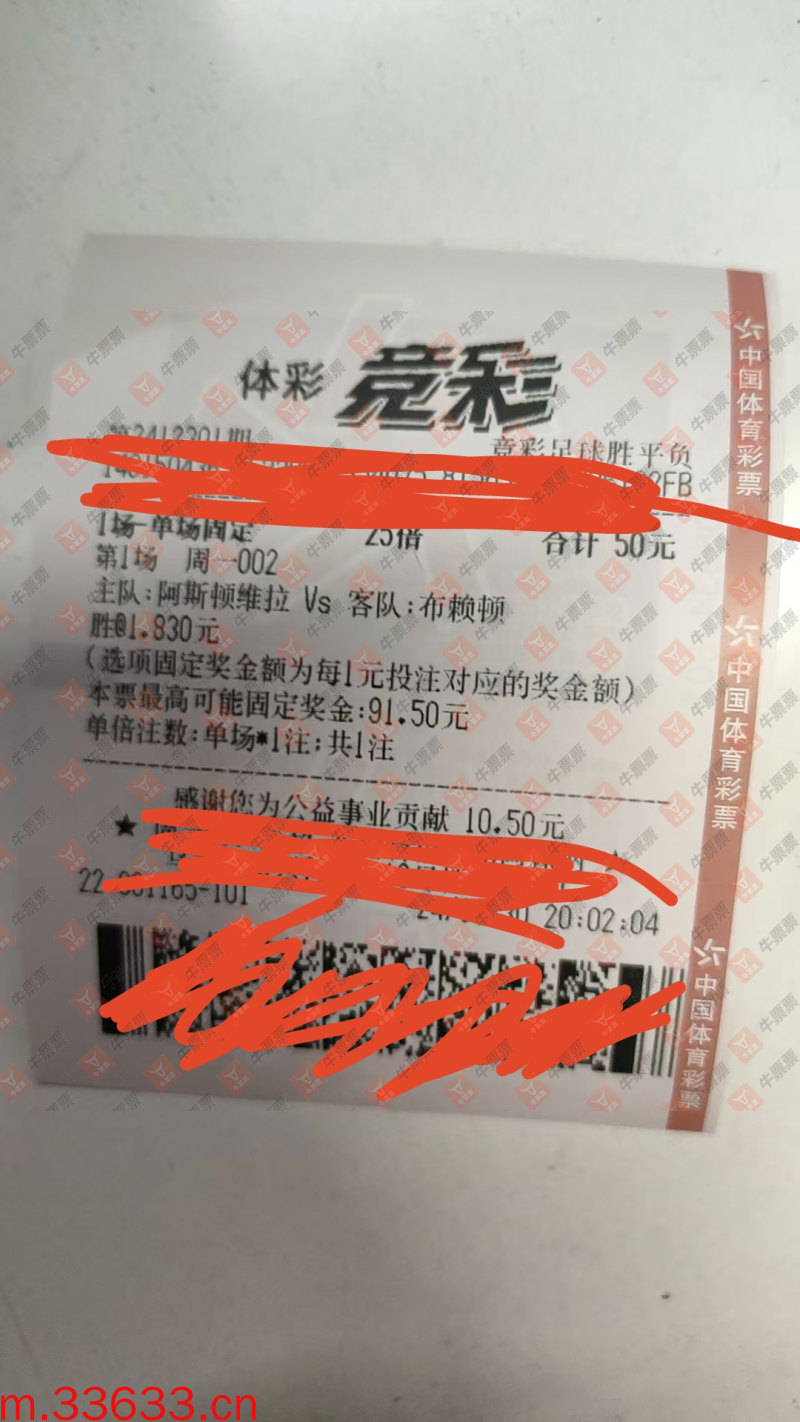 体彩 竞彩
竞彩足球胜平负
2FB
1场-单场固定 25倍 合计 50元
第1场 周一002
主队:阿斯顿维拉 Vs 客队:布赖顿
胜@1.830元
(选项固定奖金额为每1元投注对应的奖金额)
本票最高可能固定奖金:91.50元
单倍注数:单场*1注;共1注
感谢您为公益事业贡献 10.50元
★
20:02:04
中国体育彩票
中国体育彩票
中国体育彩票
牛票票
m.33633.cn